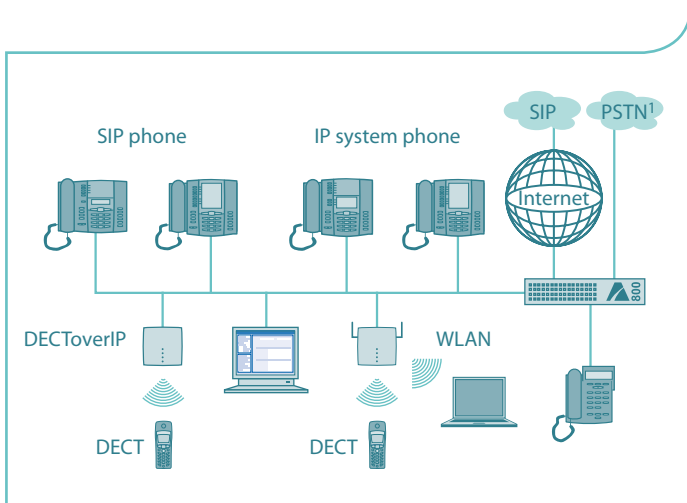 SIP
PSTN1
SIP phone
IP system phone
Internet
800
DECToverIP
WLAN
DECT
DECT